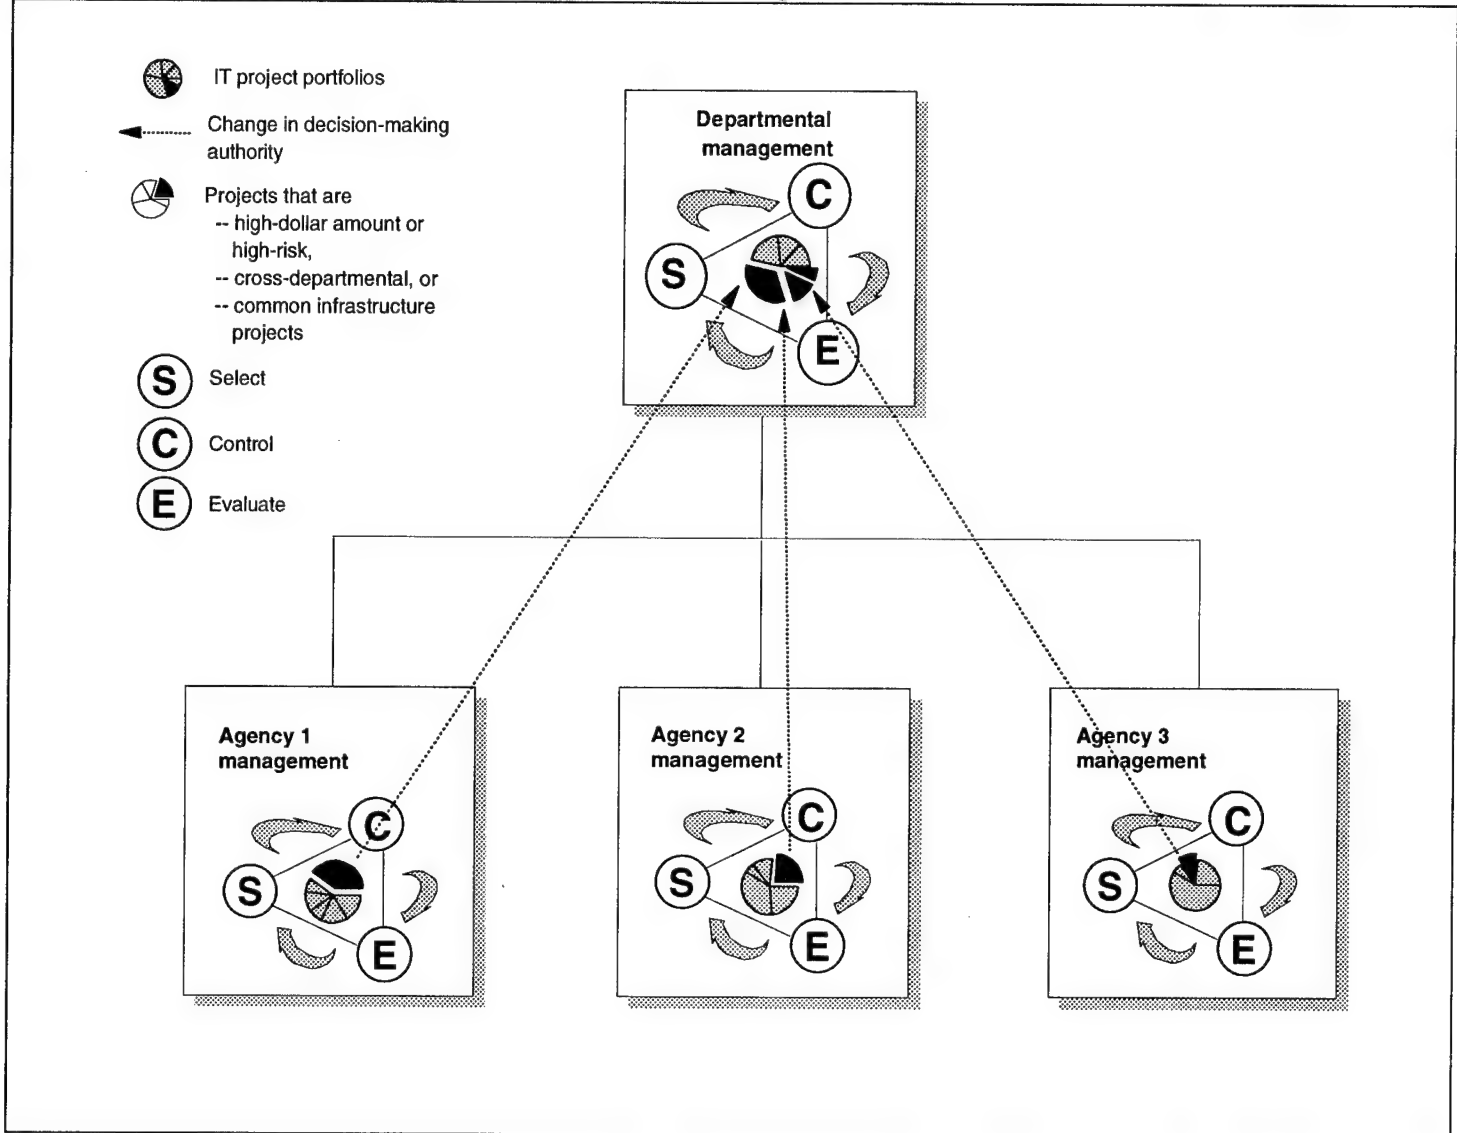 IT project portfolios
Change in decision-making
authority
Projects that are
-- high-dollar amount or
high-risk,
-- cross-departmental, or
-- common infrastructure
projects
S Select
C Control
E Evaluate
Departmental
management
C
S
E
Agency 1
management
C
S
E
Agency 2
management
C
S
E
Agency 3
management
C
S
E